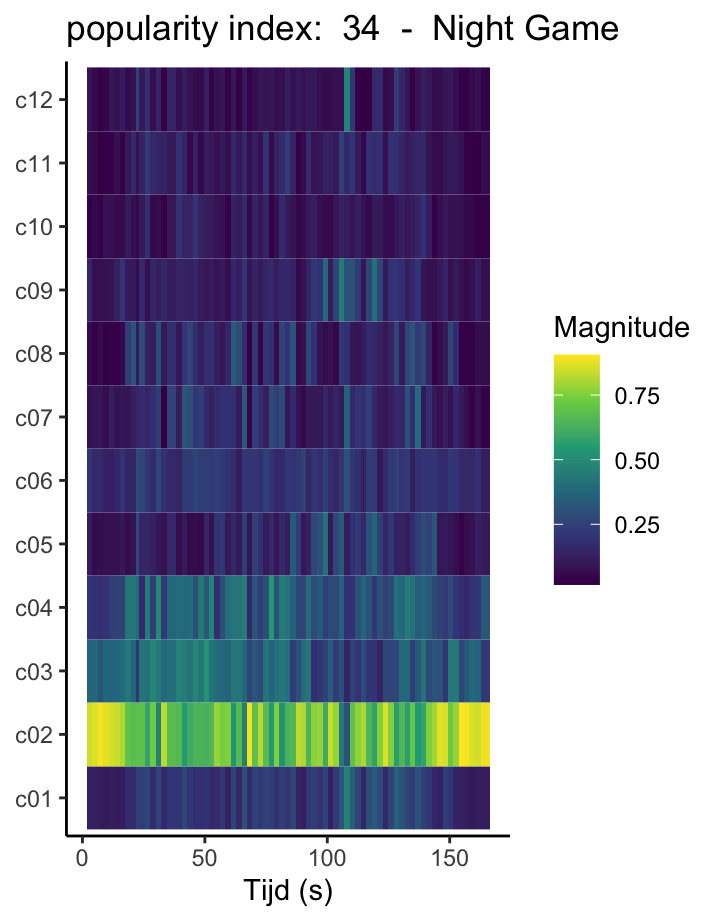 popularity index:  34  -  Night Game
c12
c11
c10
c09
c08
c07
c06
c05
c04
c03
c02
c01
0
50
100
150
Tijd (s)
Magnitude
0.75
0.50
0.25